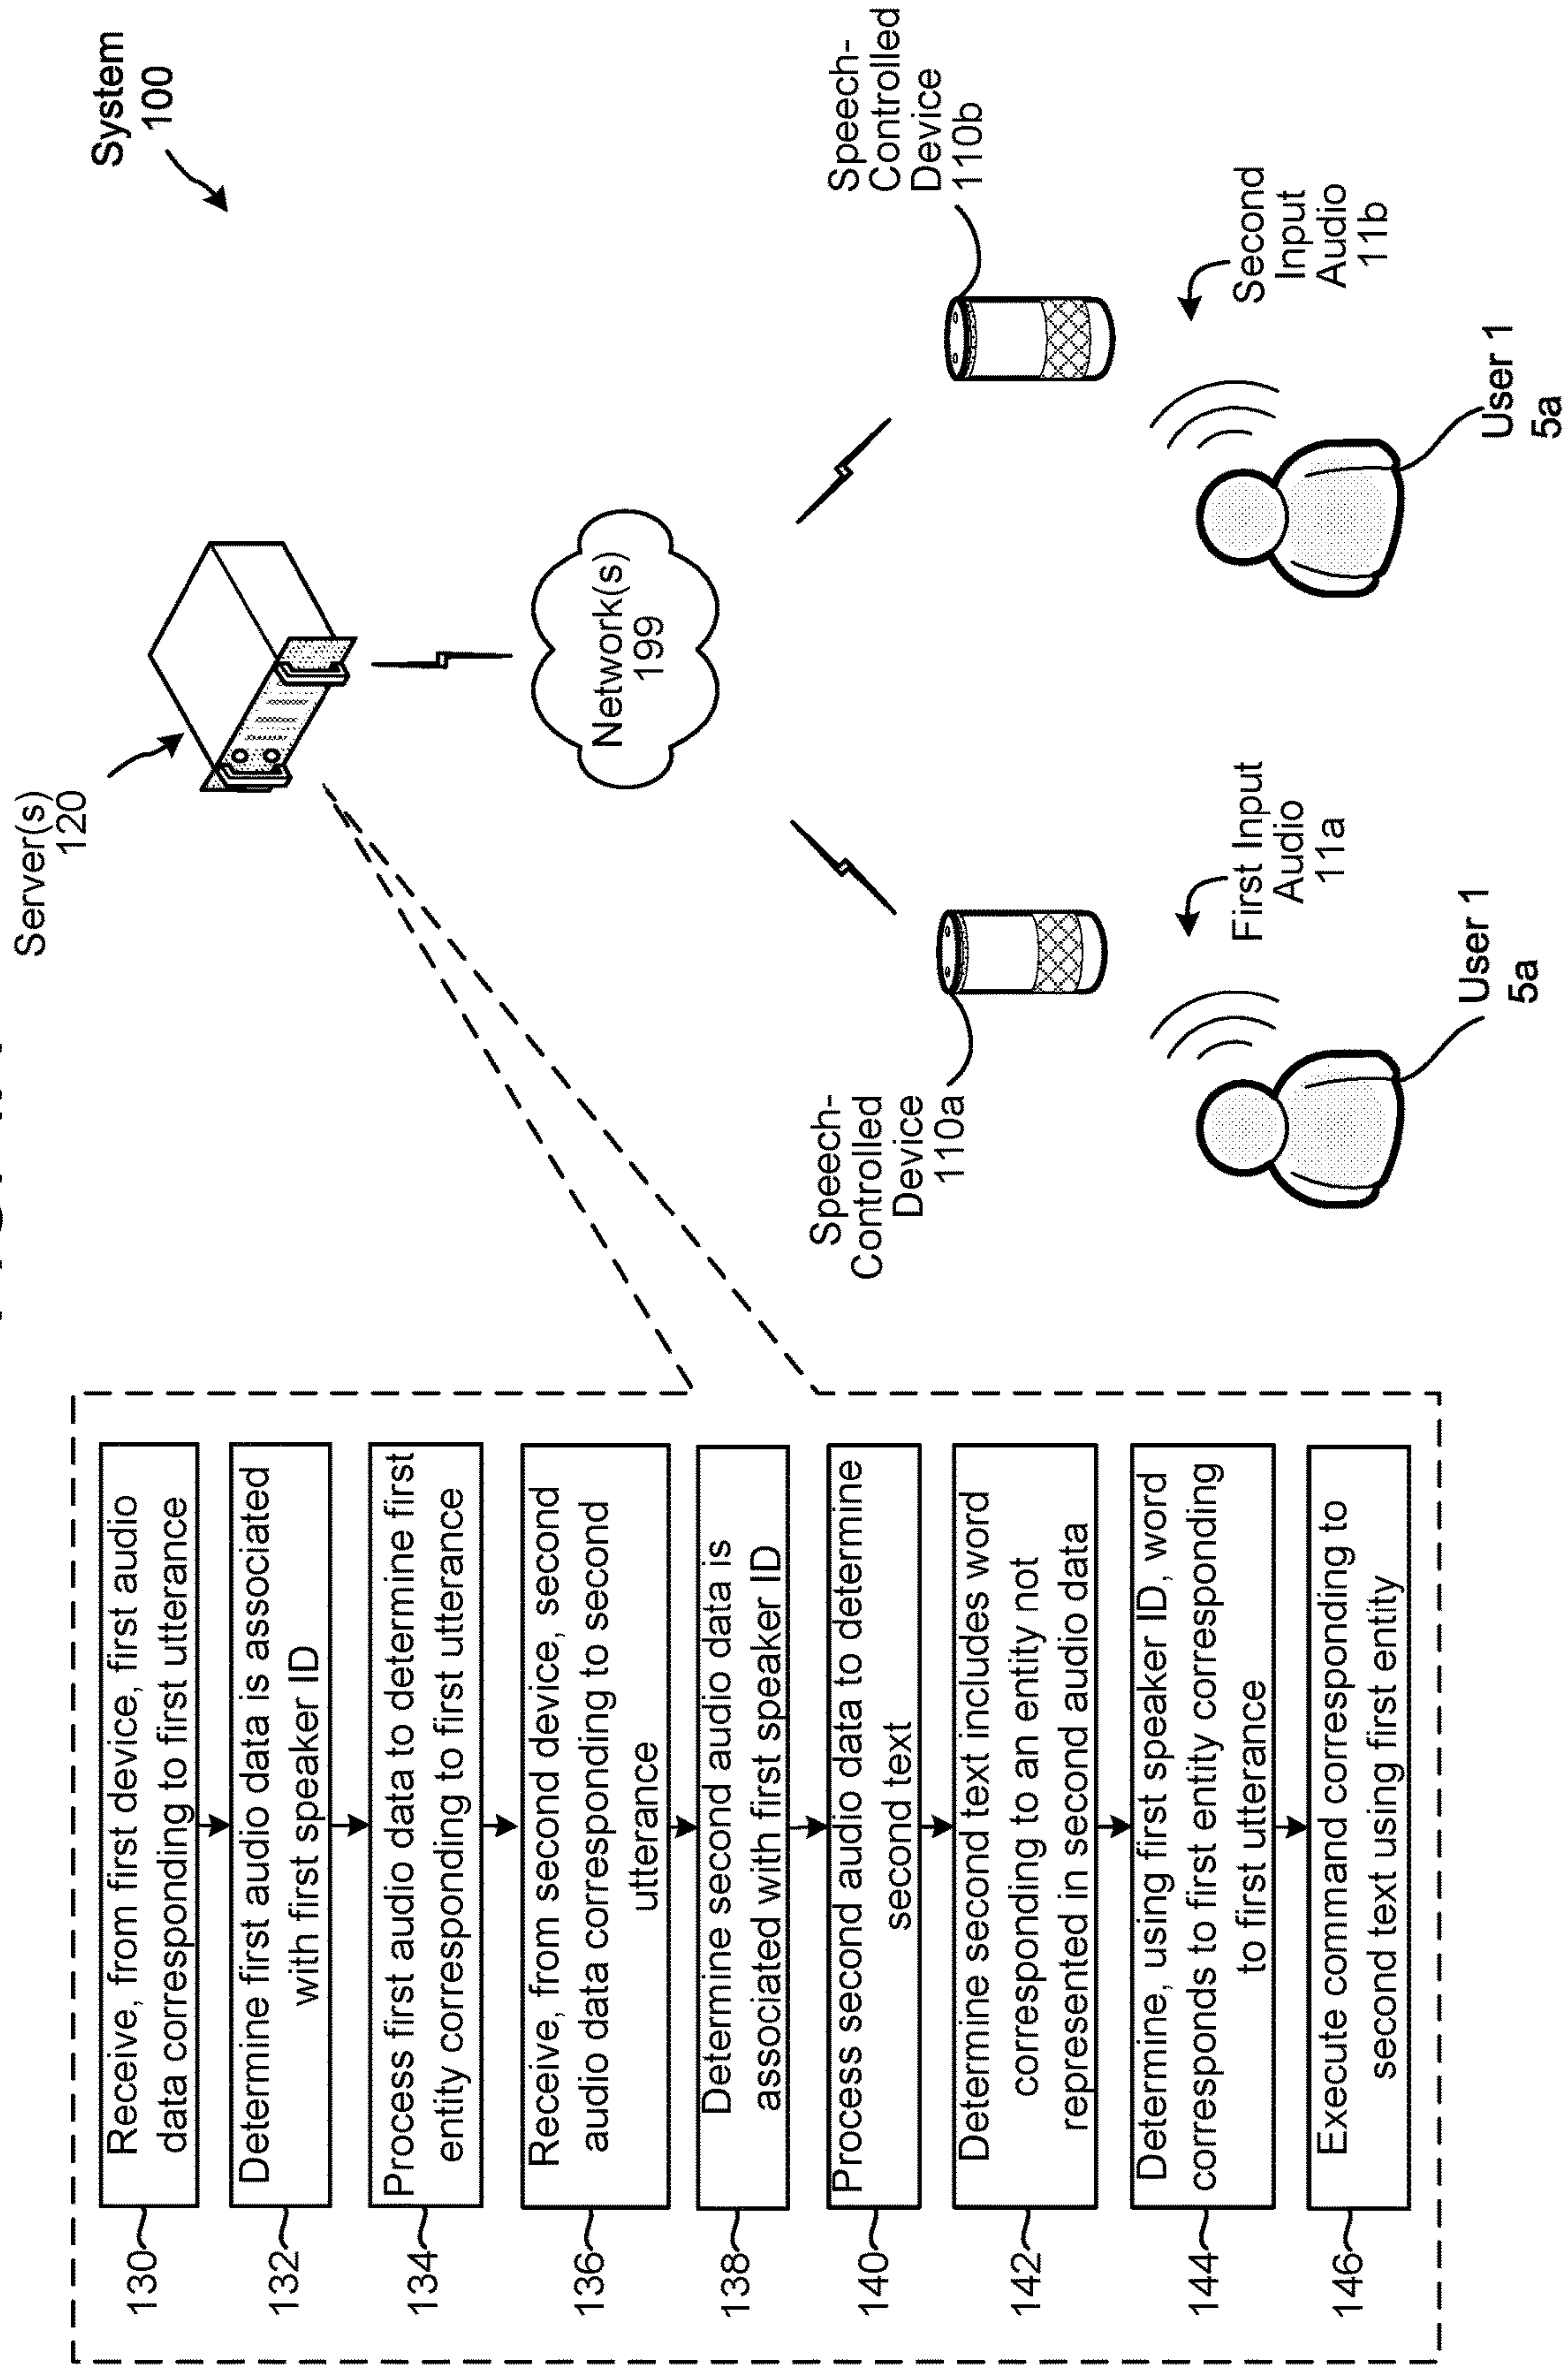 System
100
Server(s)
120
Network(s)
199
Speech-
Controlled
Device
110a
Speech-
Controlled
Device
110b
First Input
Audio
11a
Second
Input
Audio
11b
User 1
5a
User 1
5a
130
Receive, from first device, first audio
data corresponding to first utterance
132
Determine first audio data is associated
with first speaker ID
134
Process first audio data to determine first
entity corresponding to first utterance
136
Receive, from second device, second
audio data corresponding to second
utterance
138
Determine second audio data is
associated with first speaker ID
140
Process second audio data to determine
second text
142
Determine second text includes word
corresponding to an entity not
represented in second audio data
144
Determine, using first speaker ID, word
corresponds to first entity corresponding
to first utterance
146
Execute command corresponding to
second text using first entity